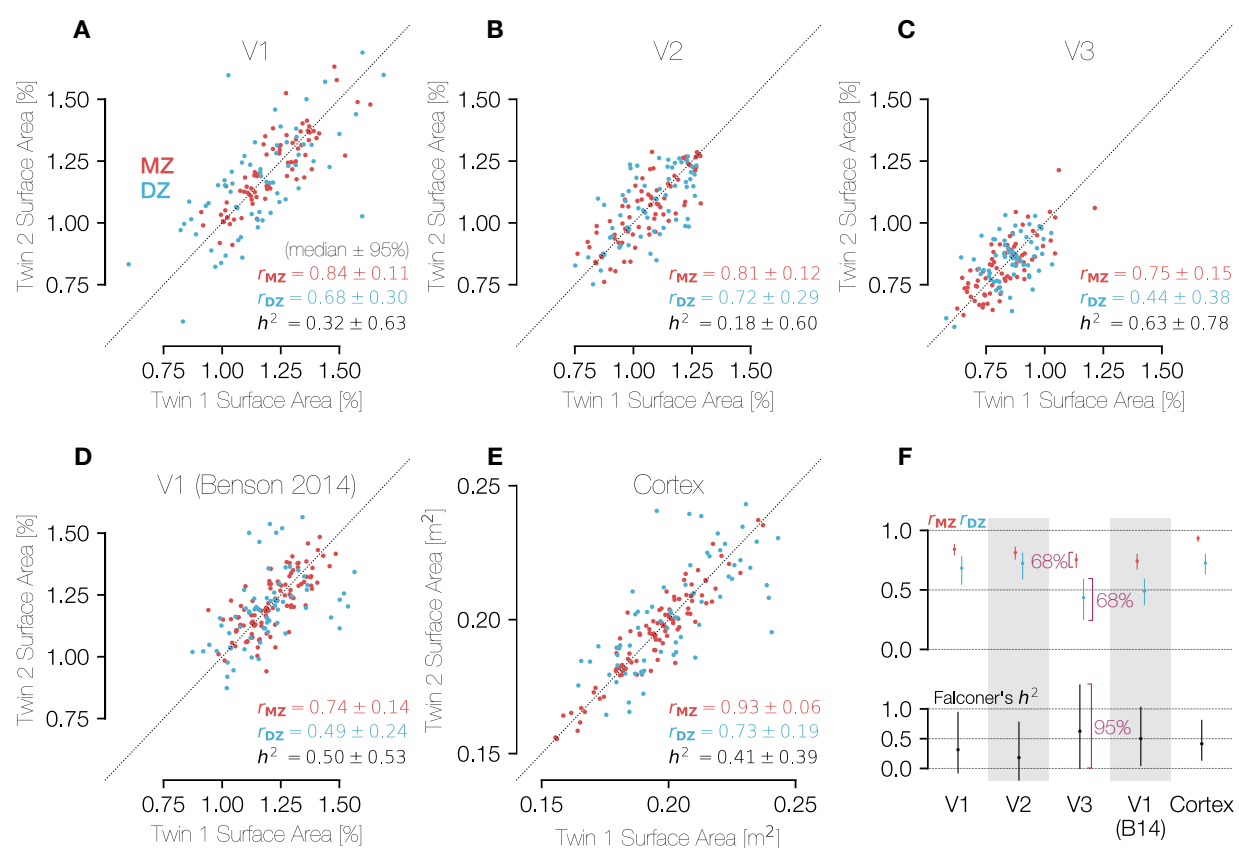 A
V1
Twin 2 Surface Area [%]
1.50
1.25
1.00
0.75
MZ
DZ
(median ± 95%)
rMZ = 0.84 ± 0.11
rDZ = 0.68 ± 0.30
h² = 0.32 ± 0.63
0.75 1.00 1.25 1.50
Twin 1 Surface Area [%]
B
V2
Twin 2 Surface Area [%]
1.50
1.25
1.00
0.75
rMZ = 0.81 ± 0.12
rDZ = 0.72 ± 0.29
h² = 0.18 ± 0.60
0.75 1.00 1.25 1.50
Twin 1 Surface Area [%]
C
V3
Twin 2 Surface Area [%]
1.50
1.25
1.00
0.75
rMZ = 0.75 ± 0.15
rDZ = 0.44 ± 0.38
h² = 0.63 ± 0.78
0.75 1.00 1.25 1.50
Twin 1 Surface Area [%]
D
V1 (Benson 2014)
Twin 2 Surface Area [%]
1.50
1.25
1.00
0.75
rMZ = 0.74 ± 0.14
rDZ = 0.49 ± 0.24
h² = 0.50 ± 0.53
0.75 1.00 1.25 1.50
Twin 1 Surface Area [%]
E
Cortex
Twin 2 Surface Area [m²]
0.25
0.20
0.15
rMZ = 0.93 ± 0.06
rDZ = 0.73 ± 0.19
h² = 0.41 ± 0.39
0.15 0.20 0.25
Twin 1 Surface Area [m²]
F
rMZ rDZ
1.0
0.5
0.0
68%
68%
Falconer's h²
1.0
0.5
0.0
95%
V1 V2 V3 V1 Cortex
(B14)